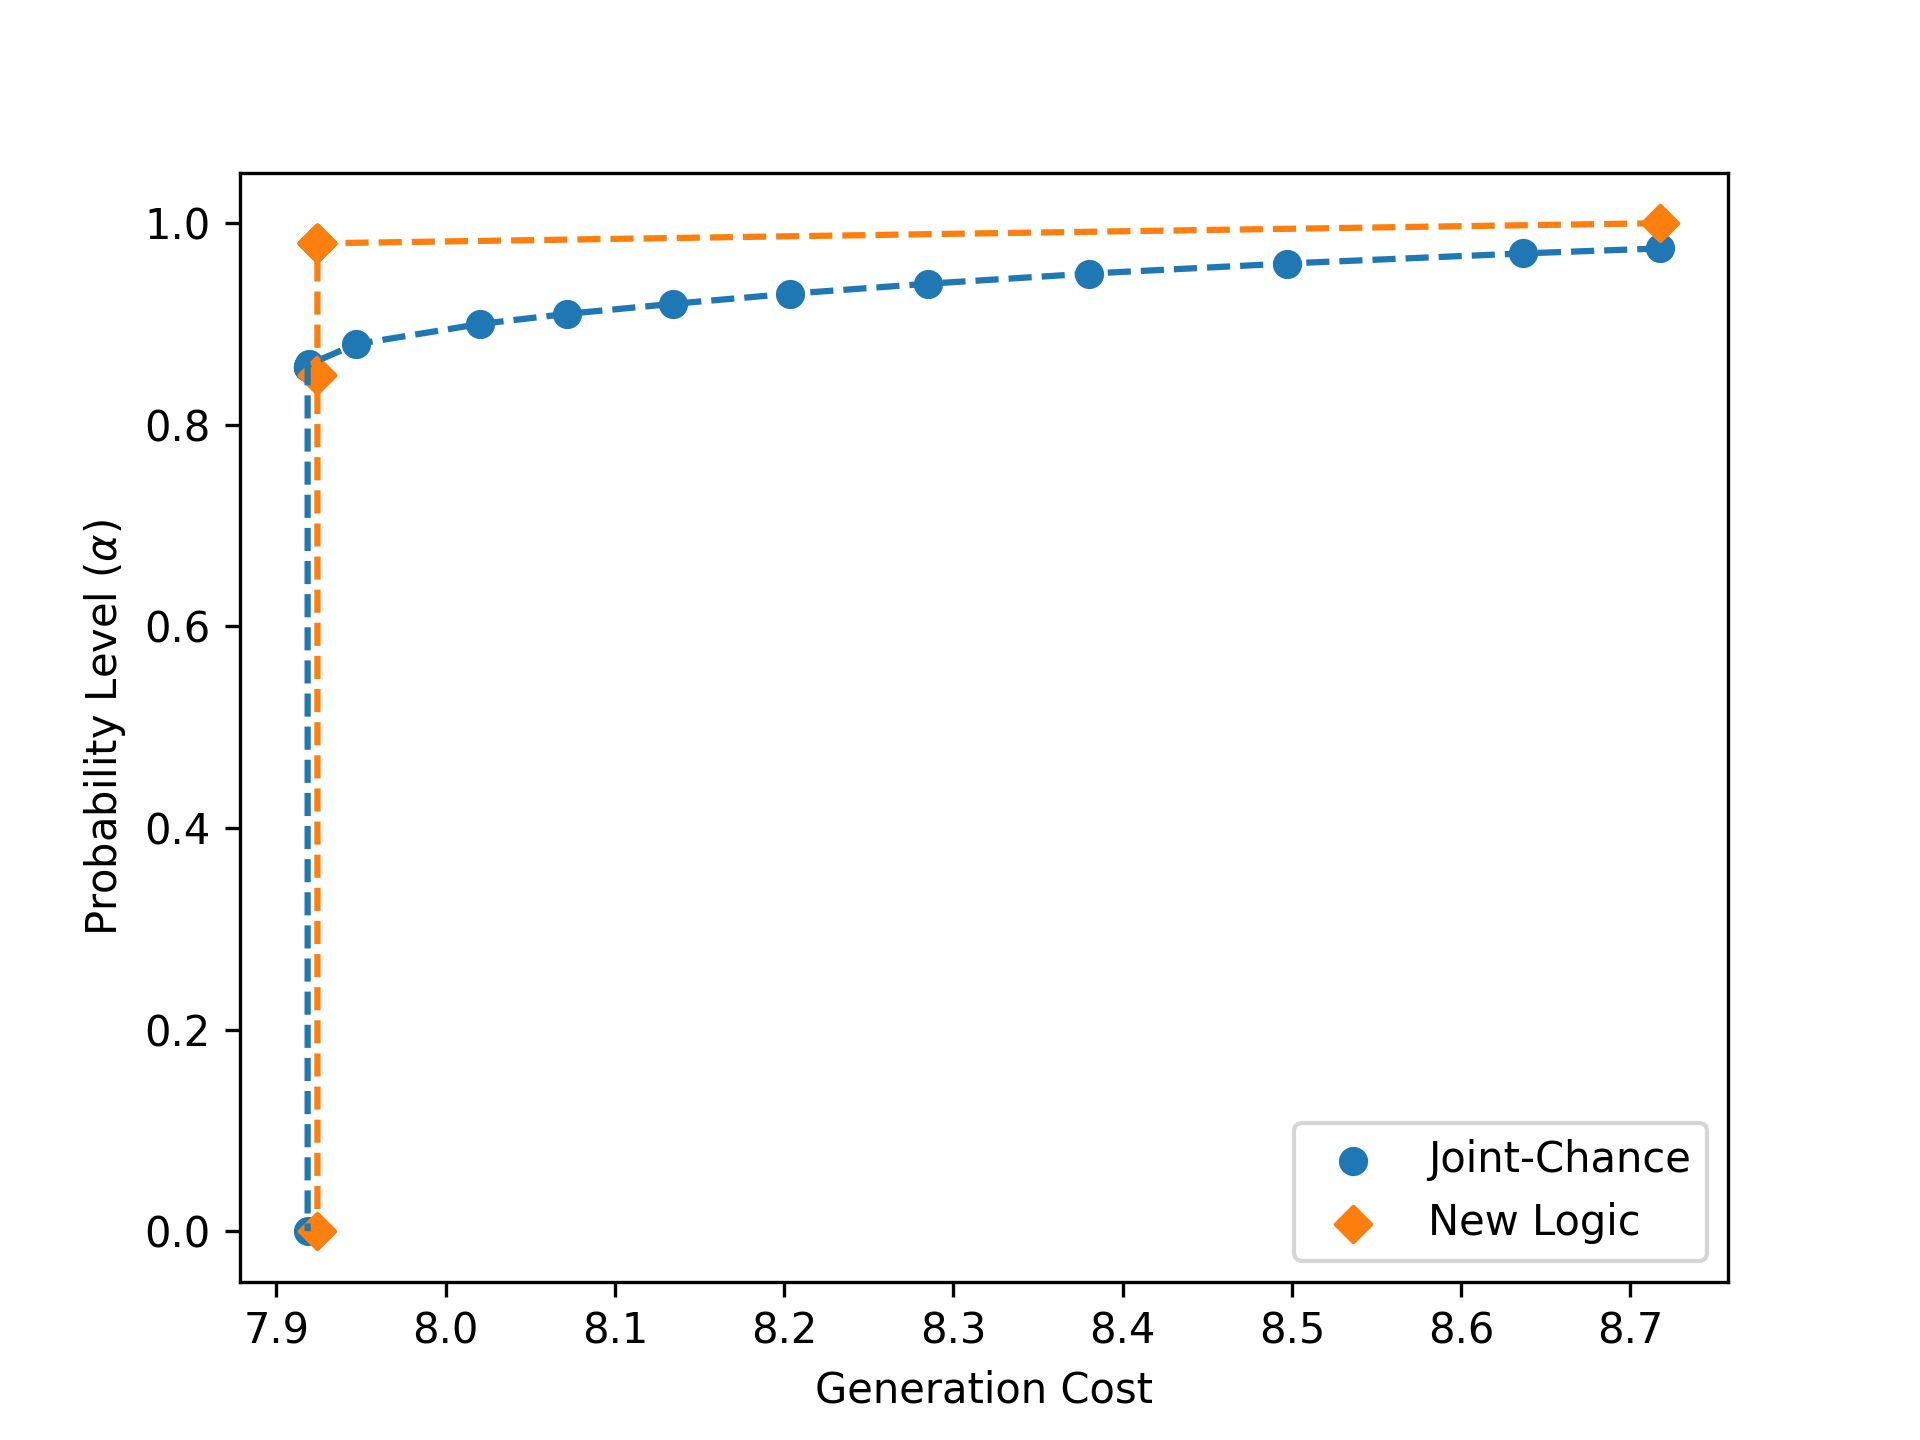 1.0
0.8
0.6
0.4
0.2
0.0
Probability Level (α)
7.9 8.0 8.1 8.2 8.3 8.4 8.5 8.6 8.7
Generation Cost
Joint-Chance
New Logic